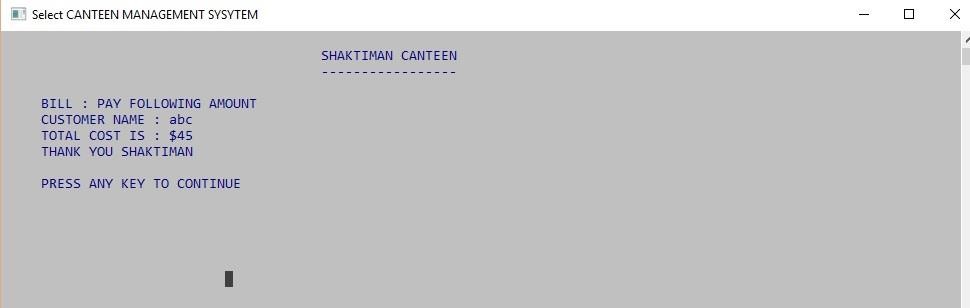 Select CANTEEN MANAGEMENT SYSYTEM
SHAKTIMAN CANTEEN
-----------------
BILL : PAY FOLLOWING AMOUNT
CUSTOMER NAME : abc
TOTAL COST IS : $45
THANK YOU SHAKTIMAN
PRESS ANY KEY TO CONTINUE